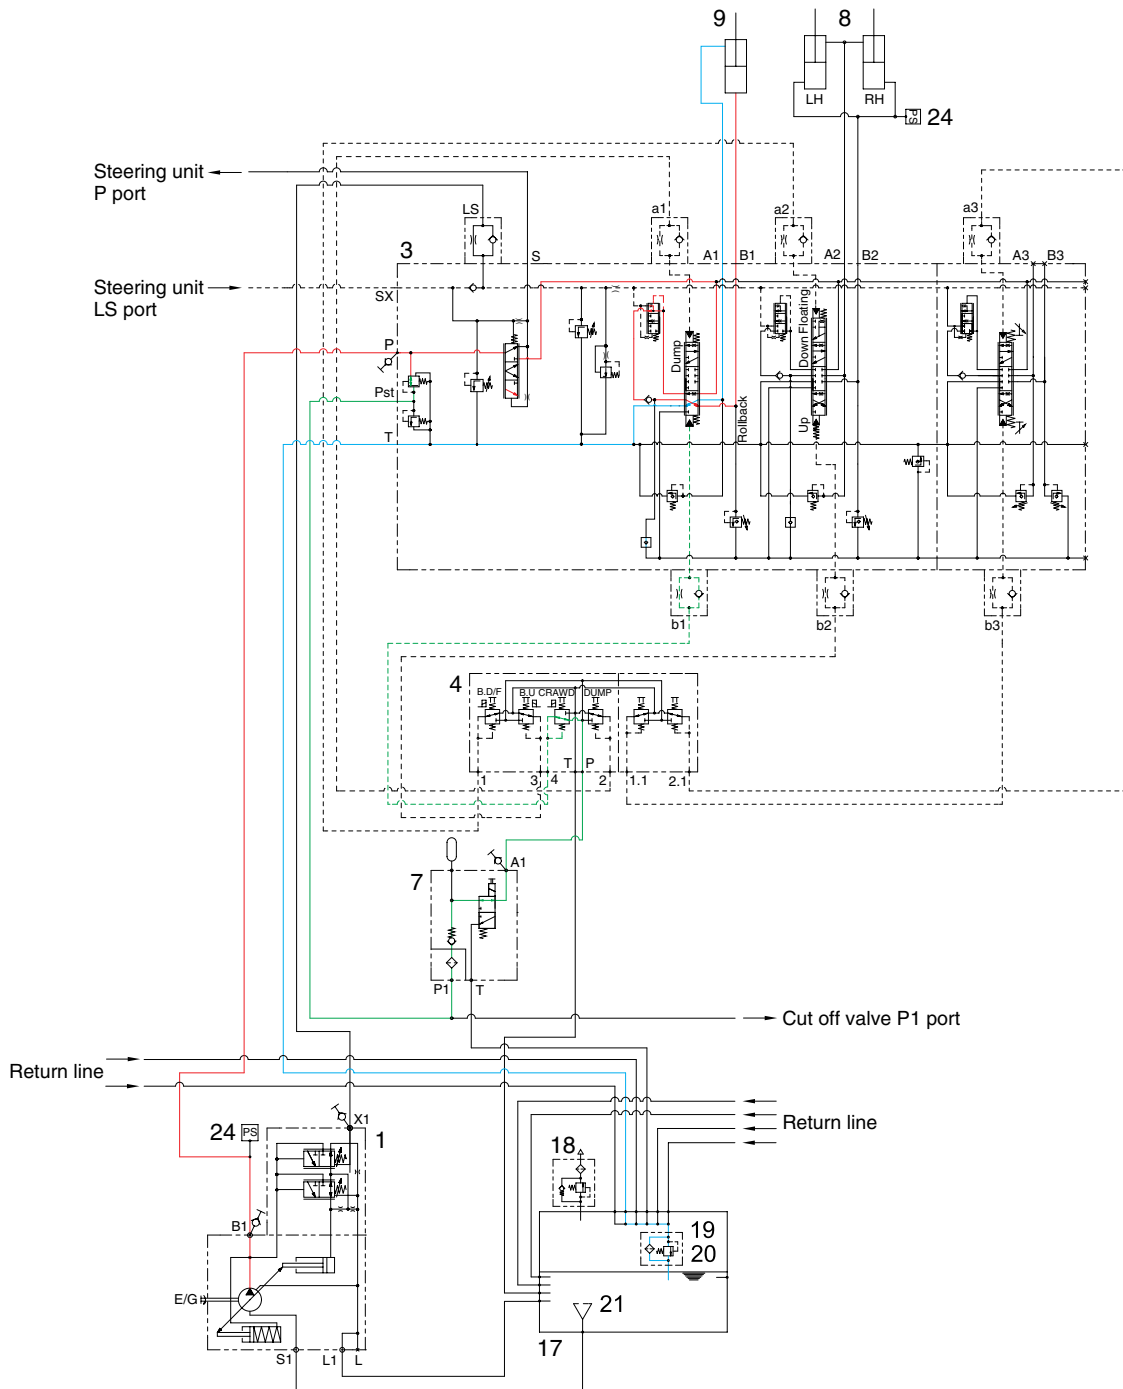 9
8
LH
RH
PS
24
Steering unit
P port
LS
a1
a2
a3
3
S
A1
B1
A2
B2
A3
B3
Steering unit
LS port
SX
P
Dump
Down Floating
Pst
Rollback
Up
T
b1
b2
b3
4
B.D/F
B.U
CRAWD
DUMP
T
P
1
3
4
2
1.1
2.1
7
A1
P1
T
Cut off valve P1 port
Return line
X1
24
PS
1
Return line
18
B1
19
20
E/G
21
17
S1
L1
L